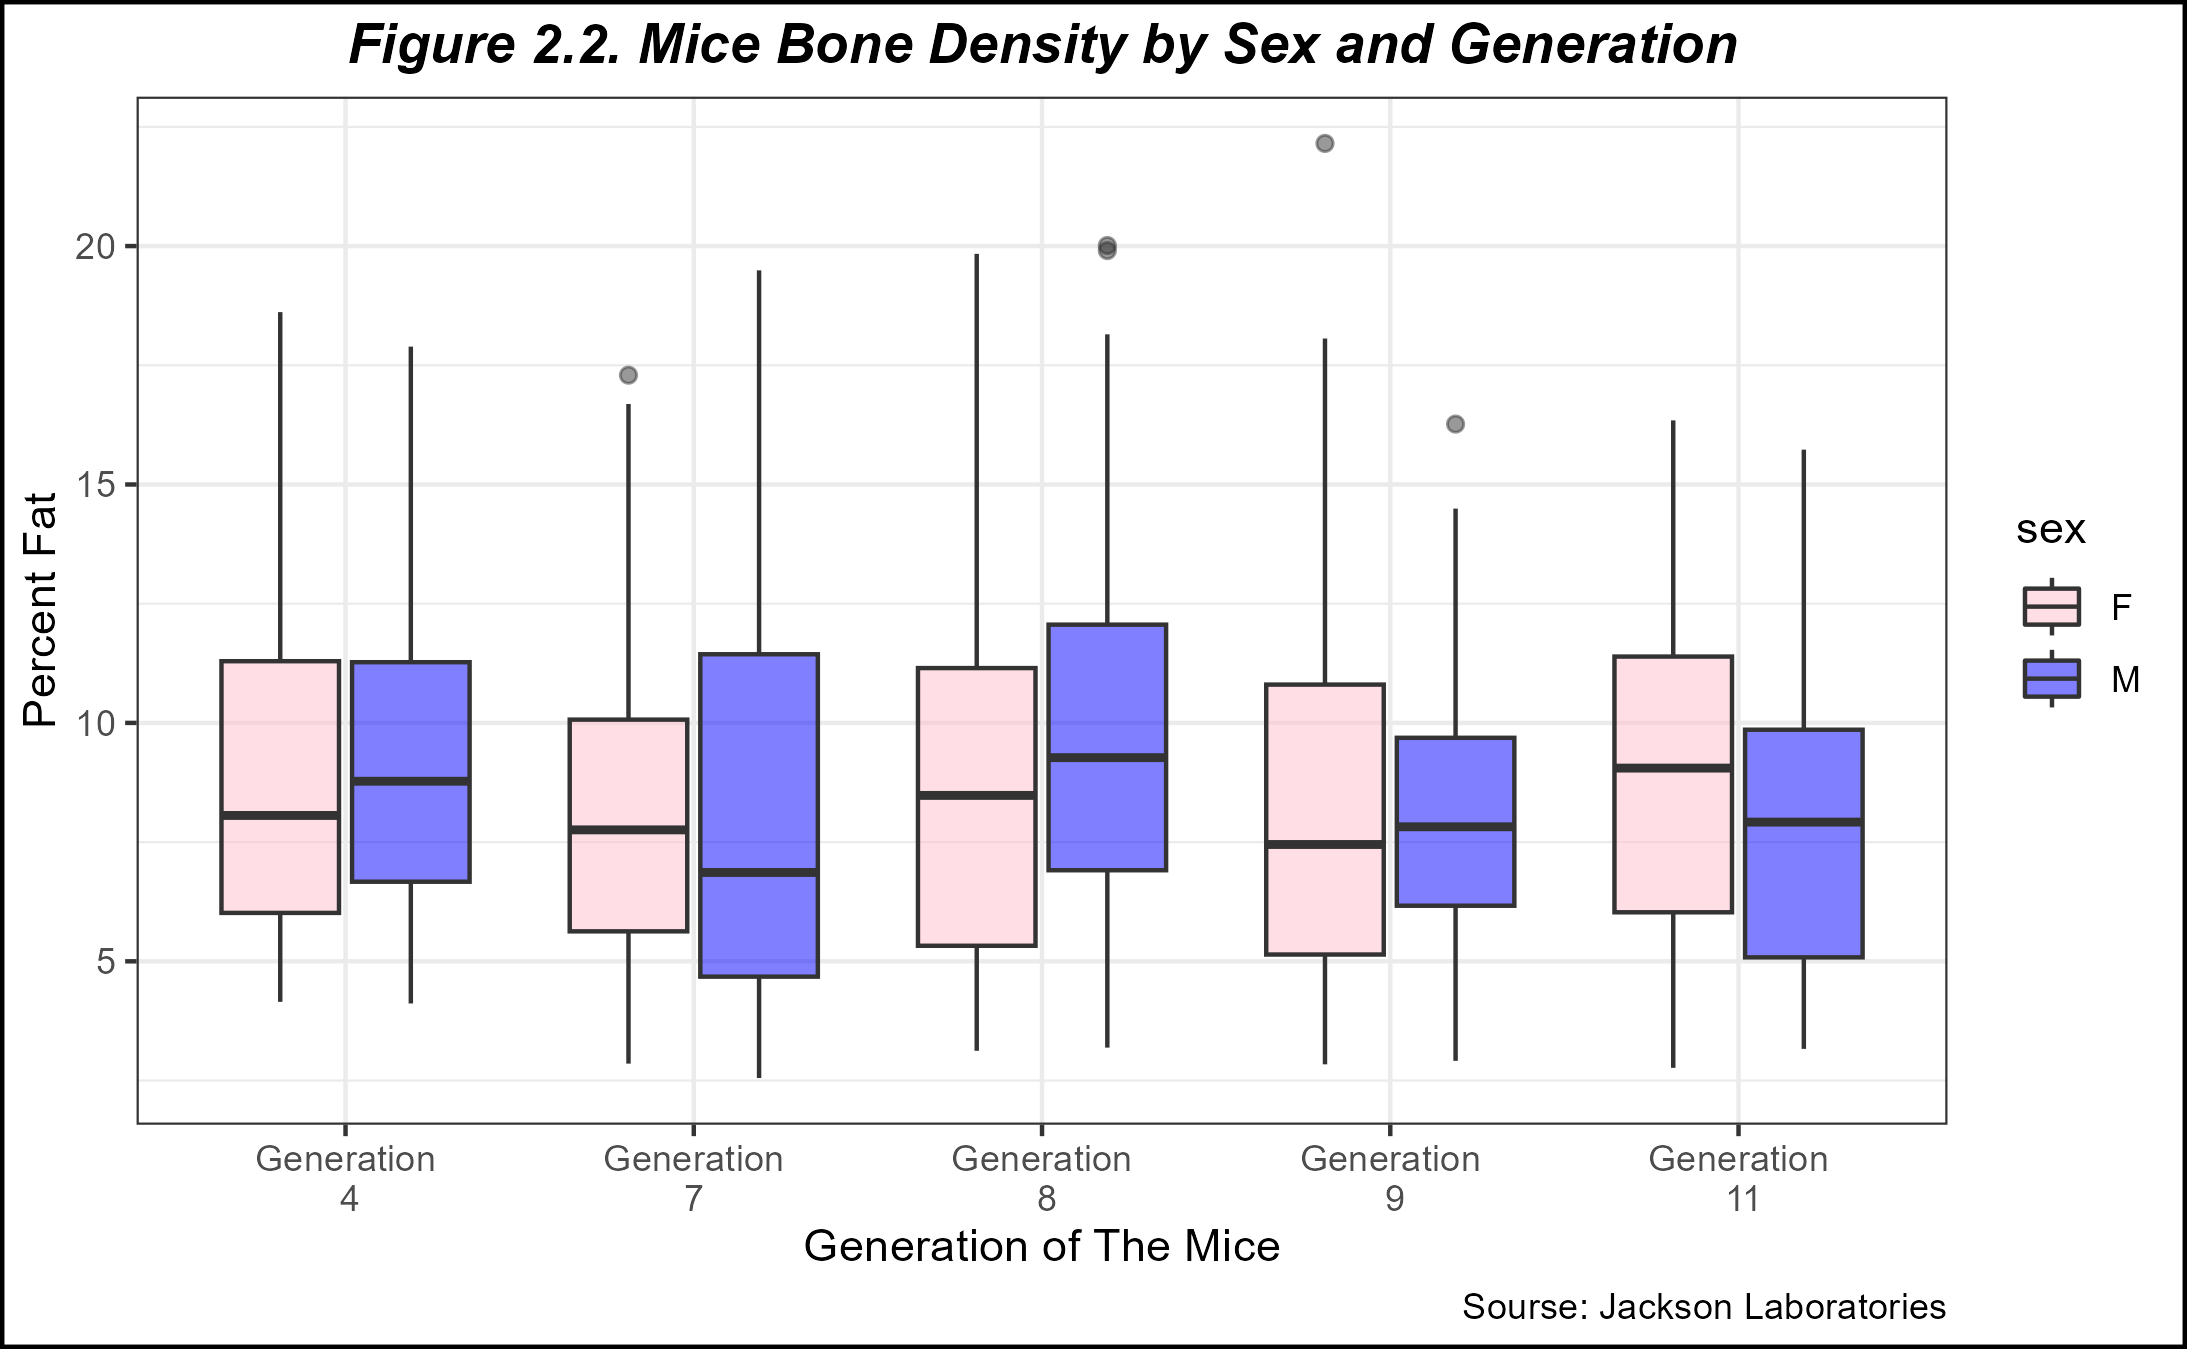 Figure 2.2. Mice Bone Density by Sex and Generation
Percent Fat
20
15
10
5
sex
F
M
Generation Generation Generation Generation Generation
4 7 8 9 11
Generation of The Mice
Sourse: Jackson Laboratories